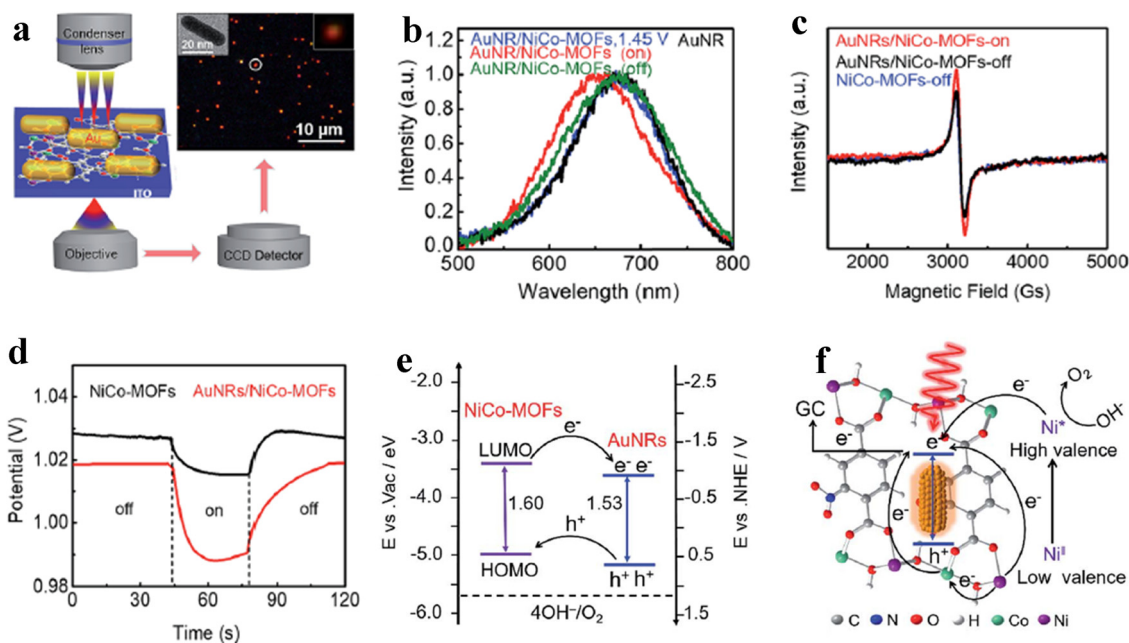 a
Condenser
lens
Au
ITO
Objective
CCD Detector
20 nm
10 µm
b
AuNR/NiCo-MOFs,1.45 V
AuNR
AuNR/NiCo-MOFs (on)
AuNR/NiCo-MOFs (off)
Intensity (a.u.)
1.2
1.0
0.8
0.6
0.4
0.2
0.0
500 600 700 800
Wavelength (nm)
c
AuNRs/NiCo-MOFs-on
AuNRs/NiCo-MOFs-off
NiCo-MOFs-off
Intensity (a.u.)
2000 3000 4000 5000
Magnetic Field (Gs)
d
NiCo-MOFs AuNRs/NiCo-MOFs
Potential (V)
1.04
1.02
1.00
0.98
off on off
0 30 60 90 120
Time (s)
e
E vs .Vac / eV
-2.0
-3.0
-4.0
-5.0
-6.0
NiCo-MOFs
LUMO
e-
AuNRs
e- e-
1.60
1.53
h+
HOMO
h+ h+
4OH−/O2
-2.5
-1.5
-0.5
0.5
1.5
E vs .NHE / V
f
GC
e-
e-
e-
O2
OH-
Ni*
High valence
e-
e-
h+
NiII
e-
Low valence
C N O H Co Ni